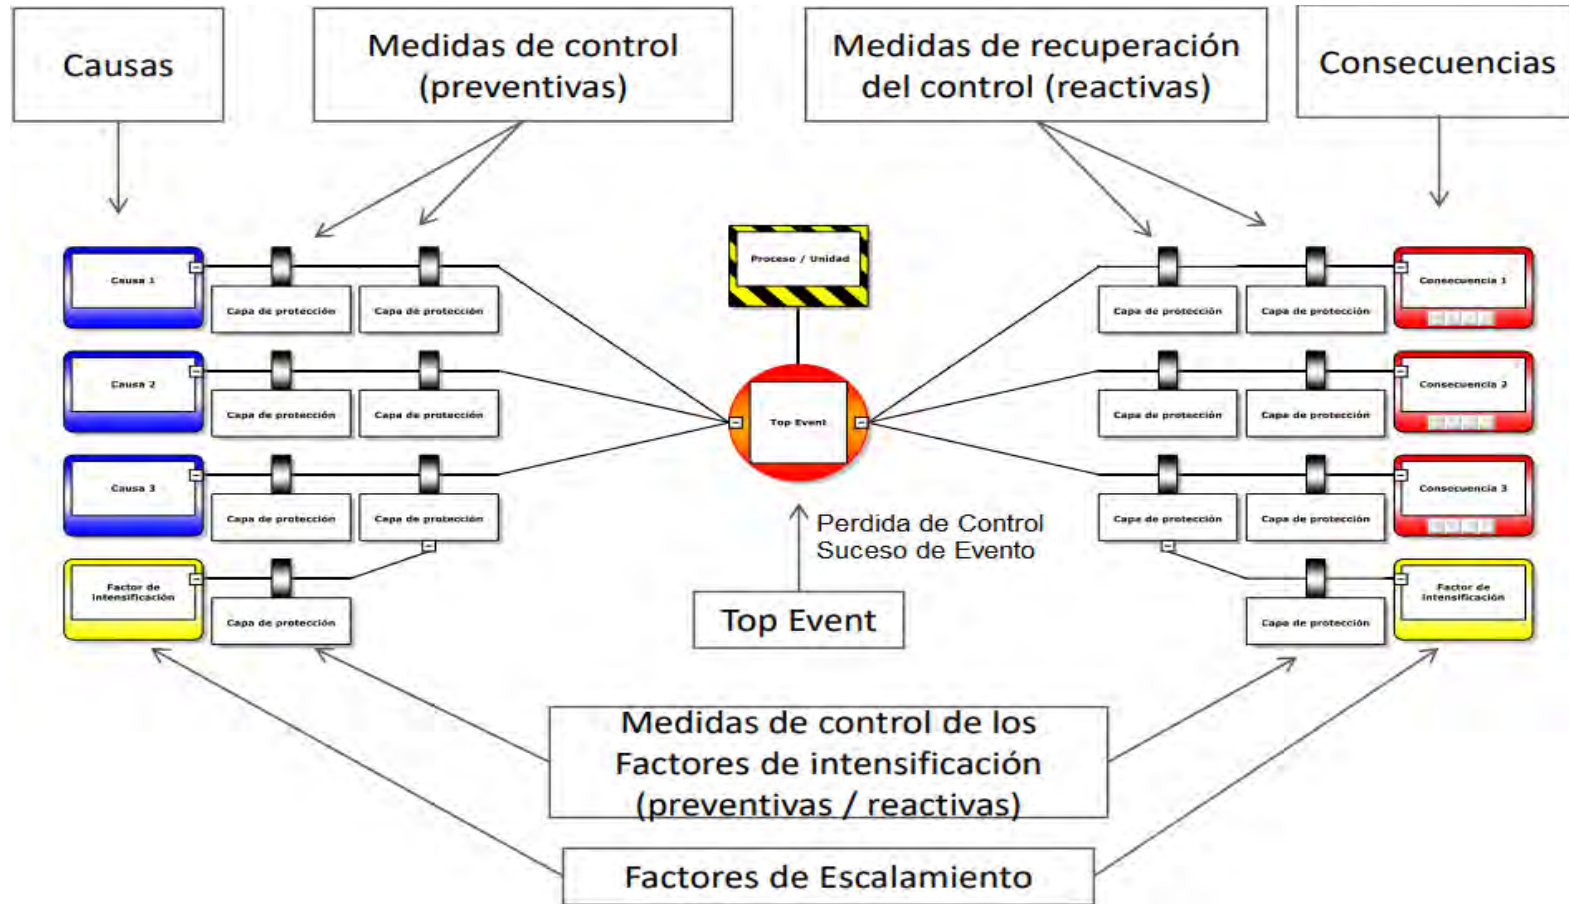 Causas
Medidas de control
(preventivas)
Medidas de recuperación
del control (reactivas)
Consecuencias
Proceso / Unidad
Causa 1
Capa de protección
Capa de protección
Capa de protección
Capa de protección
Consecuencia 1
Causa 2
Capa de protección
Capa de protección
Top Event
Capa de protección
Capa de protección
Consecuencia 2
Causa 3
Capa de protección
Capa de protección
Capa de protección
Capa de protección
Consecuencia 3
Perdida de Control
Suceso de Evento
Factor de
intensificación
Capa de protección
Top Event
Capa de protección
Factor de
intensificación
Medidas de control de los
Factores de intensificación
(preventivas / reactivas)
Factores de Escalamiento